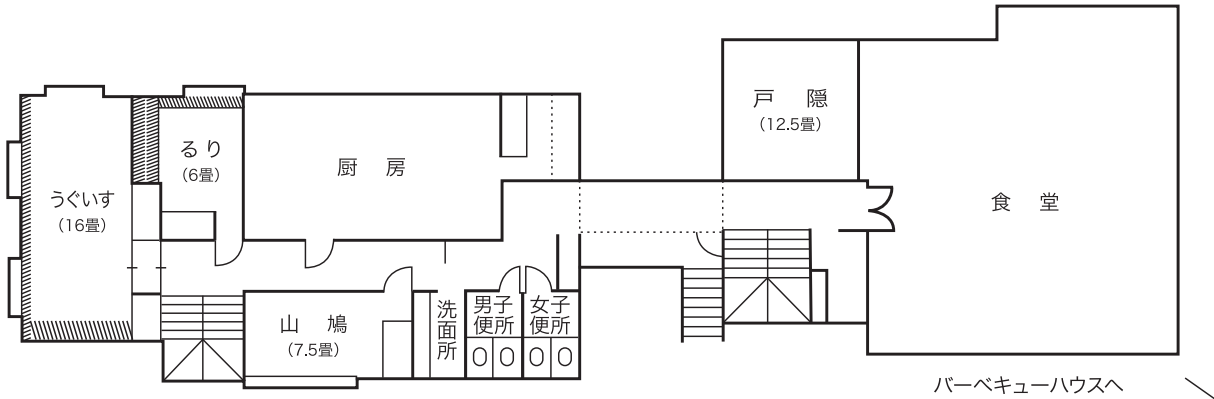 戸 隠
(12.5畳)
るり
(6畳)
厨 房
うぐいす
(16畳)
食 堂
山 鳩
(7.5畳)
洗面所
男子
便所
女子
便所
バーベキューハウスへ